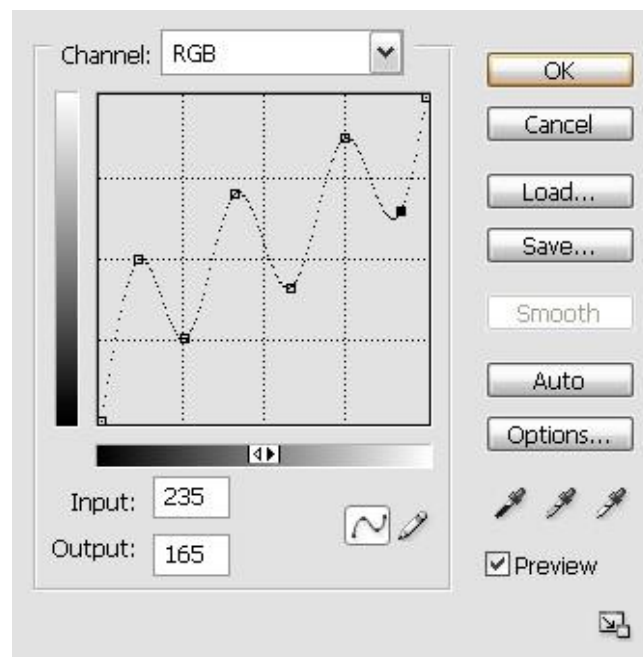 Channel: RGB
OK
Cancel
Load...
Save...
Smooth
Auto
Options...
Input: 235
Output: 165
Preview